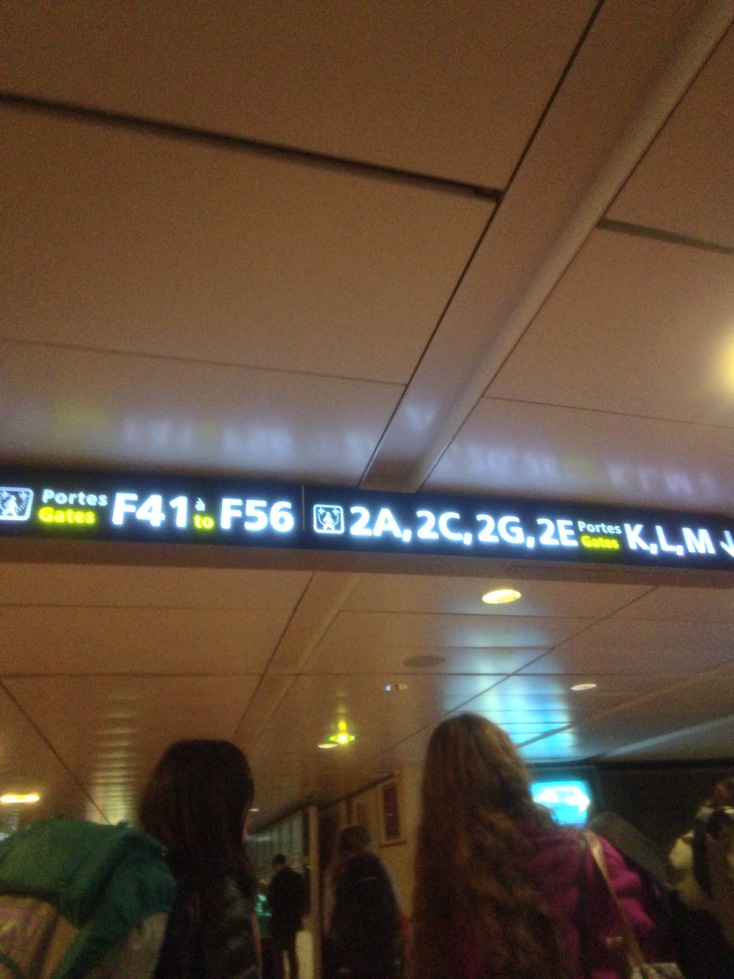 Portes
Gates
F41 à to F56
2A, 2C, 2G, 2E
Portes
Gates
K, L, M